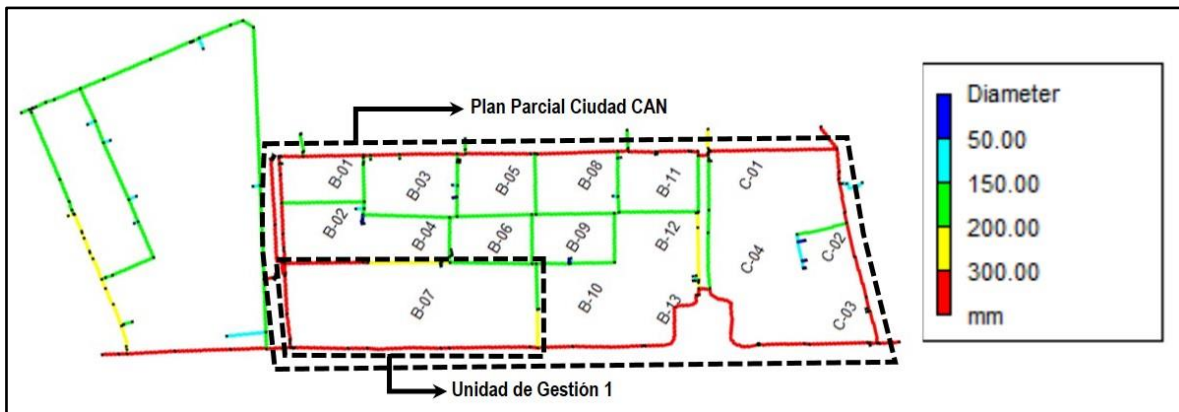 Plan Parcial Ciudad CAN
B-01
B-03
B-05
B-08
B-11
C-01
B-02
B-04
B-06
B-09
B-12
C-04
C-02
B-07
B-10
B-13
C-03
Unidad de Gestión 1
Diameter
50.00
150.00
200.00
300.00
mm